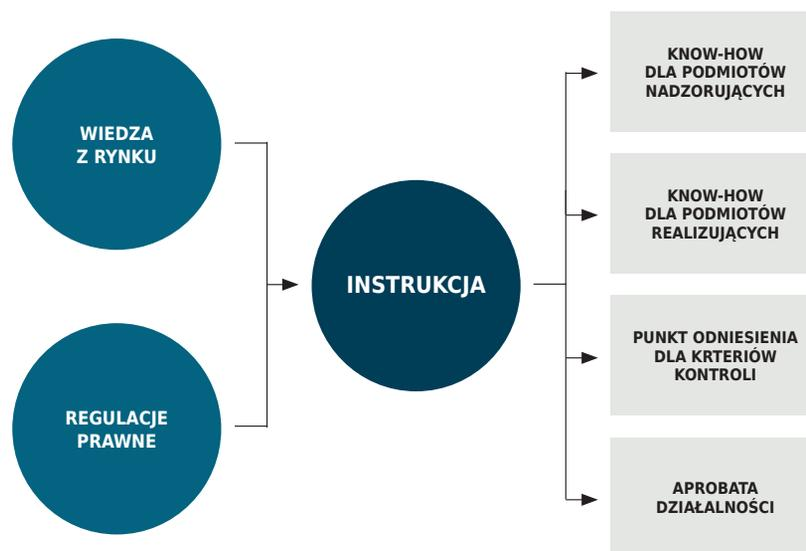 WIEDZA
Z RYNKU
REGULACJE
PRAWNE
INSTRUKCJA
KNOW-HOW
DLA PODMIOTÓW
NADZORUJĄCYCH
KNOW-HOW
DLA PODMIOTÓW
REALIZUJĄCYCH
PUNKT ODNIESIENIA
DLA KRTERIÓW
KONTROLI
APROBATA
DZIAŁALNOŚCI